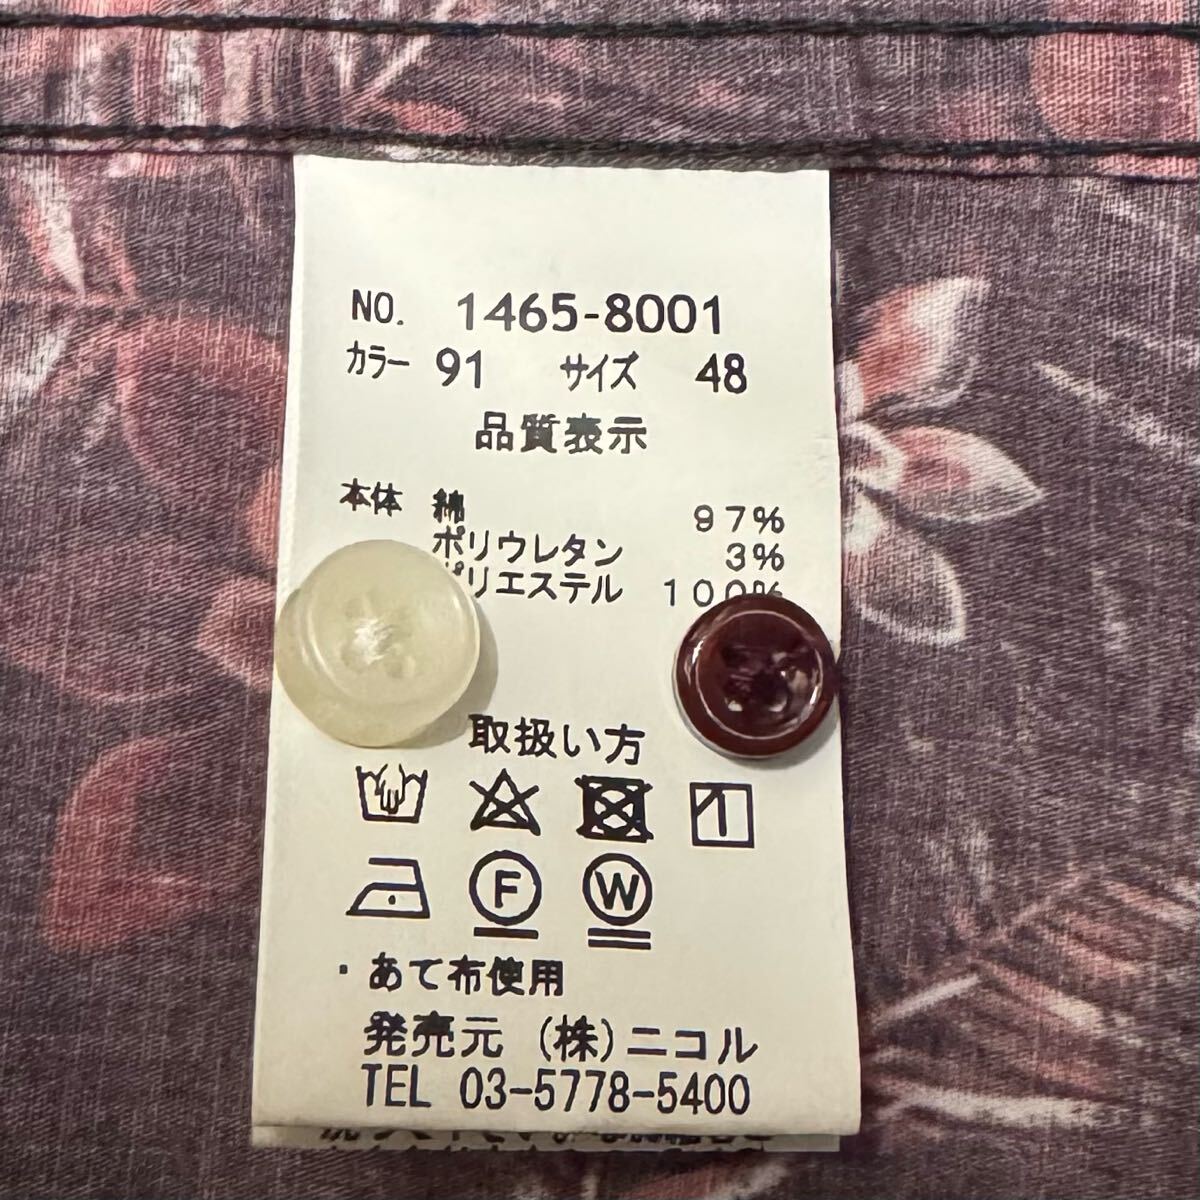 NO. 1465-8001
カラー 91 サイズ 48
品質表示
本体 綿 97%
ポリウレタン 3%
ポリエステル 100%
取扱い方
F W
・あて布使用
発売元 (株)ニコル
TEL 03-5778-5400